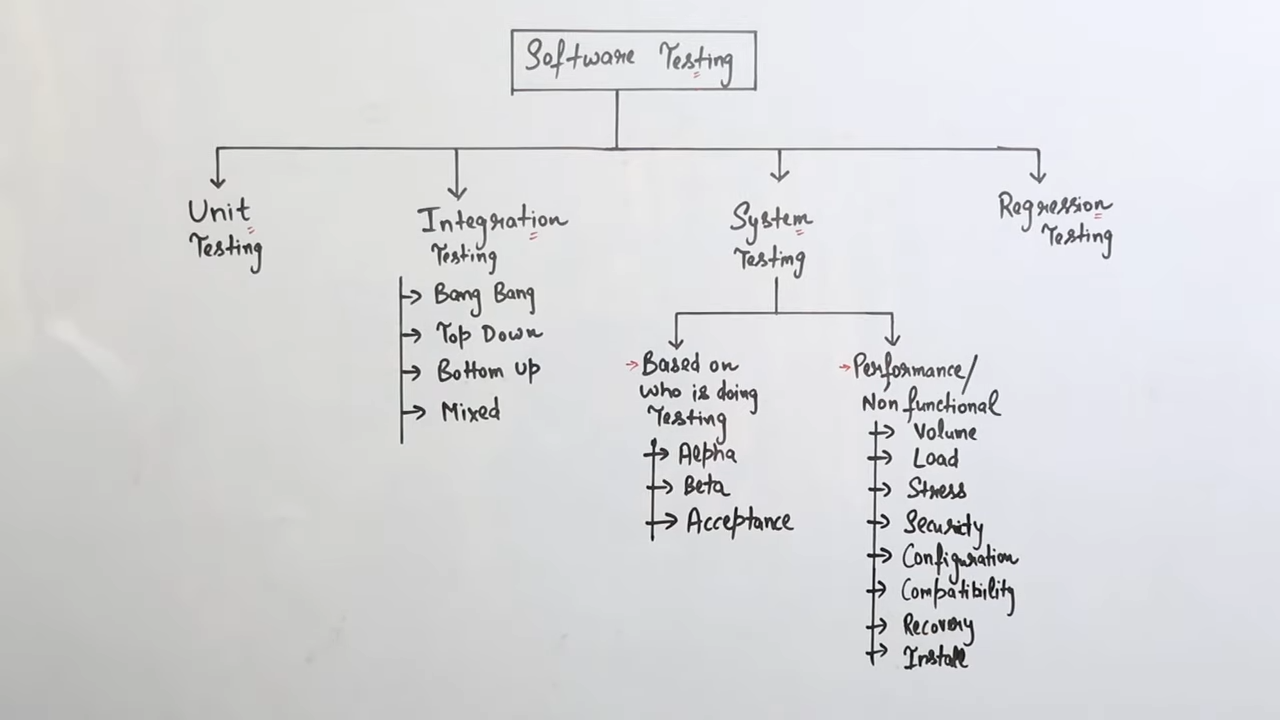 Software Testing
Unit
Testing
Integration
Testing
Bang Bang
Top Down
Bottom Up
Mixed
System
Testing
Based on
who is doing
Testing
Alpha
Beta
Acceptance
Performance/
Non functional
Volume
Load
Stress
Security
Configuration
Compatibility
Recovery
Install
Regression
Testing